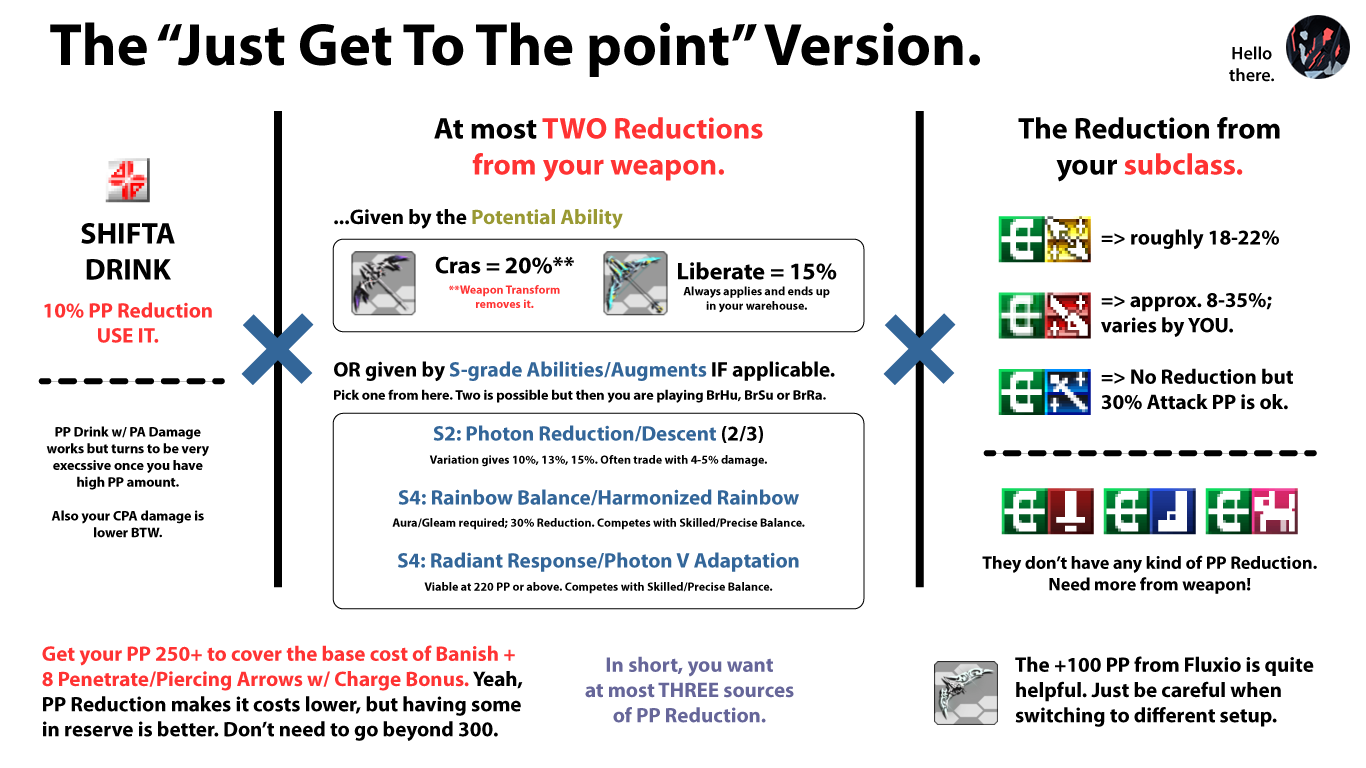 The “Just Get To The point” Version.
Hello
there.
SHIFTA
DRINK
10% PP Reduction
USE IT.
PP Drink w/ PA Damage
works but turns to be very
execssive once you have
high PP amount.
Also your CPA damage is
lower BTW.
At most TWO Reductions
from your weapon.
...Given by the Potential Ability
Cras = 20%**
**Weapon Transform
removes it.
Liberate = 15%
Always applies and ends up
in your warehouse.
OR given by S-grade Abilities/Augments IF applicable.
Pick one from here. Two is possible but then you are playing BrHu, BrSu or BrRa.
S2: Photon Reduction/Descent (2/3)
Variation gives 10%, 13%, 15%. Often trade with 4-5% damage.
S4: Rainbow Balance/Harmonized Rainbow
Aura/Gleam required; 30% Reduction. Competes with Skilled/Precise Balance.
S4: Radiant Response/Photon V Adaptation
Viable at 220 PP or above. Competes with Skilled/Precise Balance.
The Reduction from
your subclass.
=> roughly 18-22%
=> approx. 8-35%;
varies by YOU.
=> No Reduction but
30% Attack PP is ok.
They don’t have any kind of PP Reduction.
Need more from weapon!
Get your PP 250+ to cover the base cost of Banish +
8 Penetrate/Piercing Arrows w/ Charge Bonus. Yeah,
PP Reduction makes it costs lower, but having some
in reserve is better. Don’t need to go beyond 300.
In short, you want
at most THREE sources
of PP Reduction.
The +100 PP from Fluxio is quite
helpful. Just be careful when
switching to different setup.